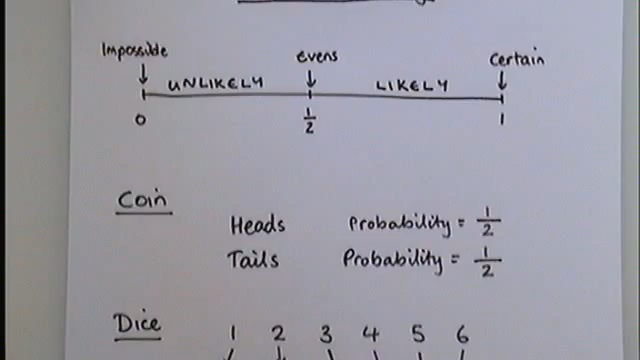 Impossible evens Certain
UNLIKELY LIKELY
0 1/2 1
Coin
Heads Probability = 1/2
Tails Probability = 1/2
Dice 1 2 3 4 5 6